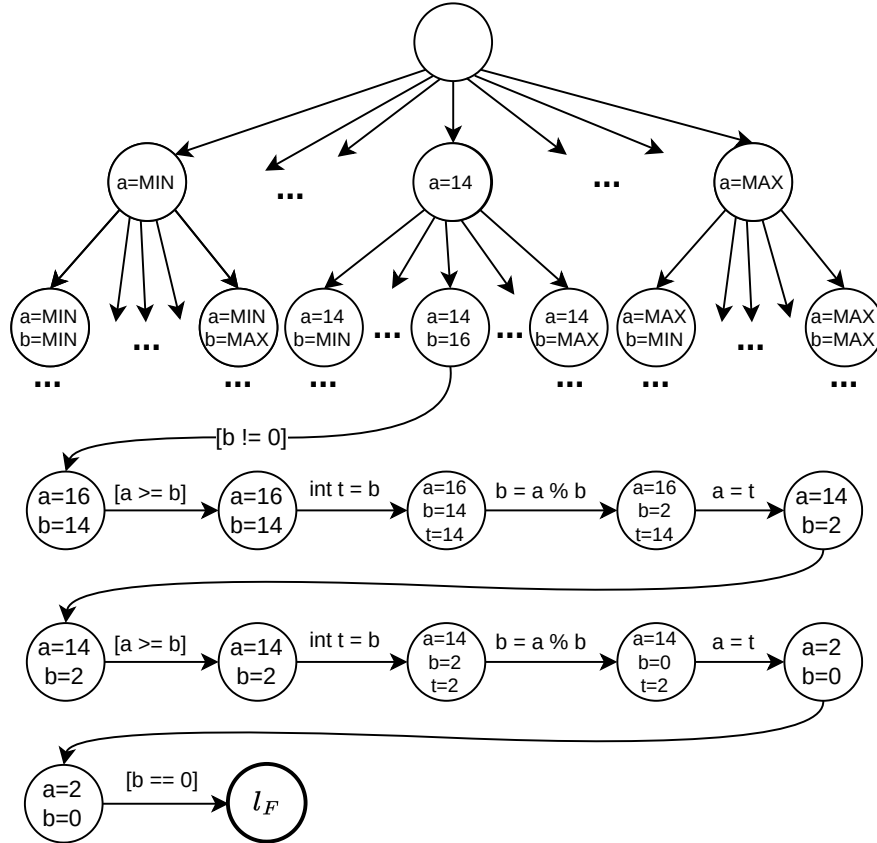 a=MIN
...
a=14
...
a=MAX
a=MIN
b=MIN
...
a=MIN
b=MAX
a=14
b=MIN
...
a=14
b=16
...
a=14
b=MAX
a=MAX
b=MIN
...
a=MAX
b=MAX
...
...
...
...
...
...
[b != 0]
a=16
b=14
[a >= b]
a=16
b=14
int t = b
a=16
b=14
t=14
b = a % b
a=16
b=2
t=14
a = t
a=14
b=2
a=14
b=2
[a >= b]
a=14
b=2
int t = b
a=14
b=2
t=2
b = a % b
a=14
b=0
t=2
a = t
a=2
b=0
a=2
b=0
[b == 0]
l_F